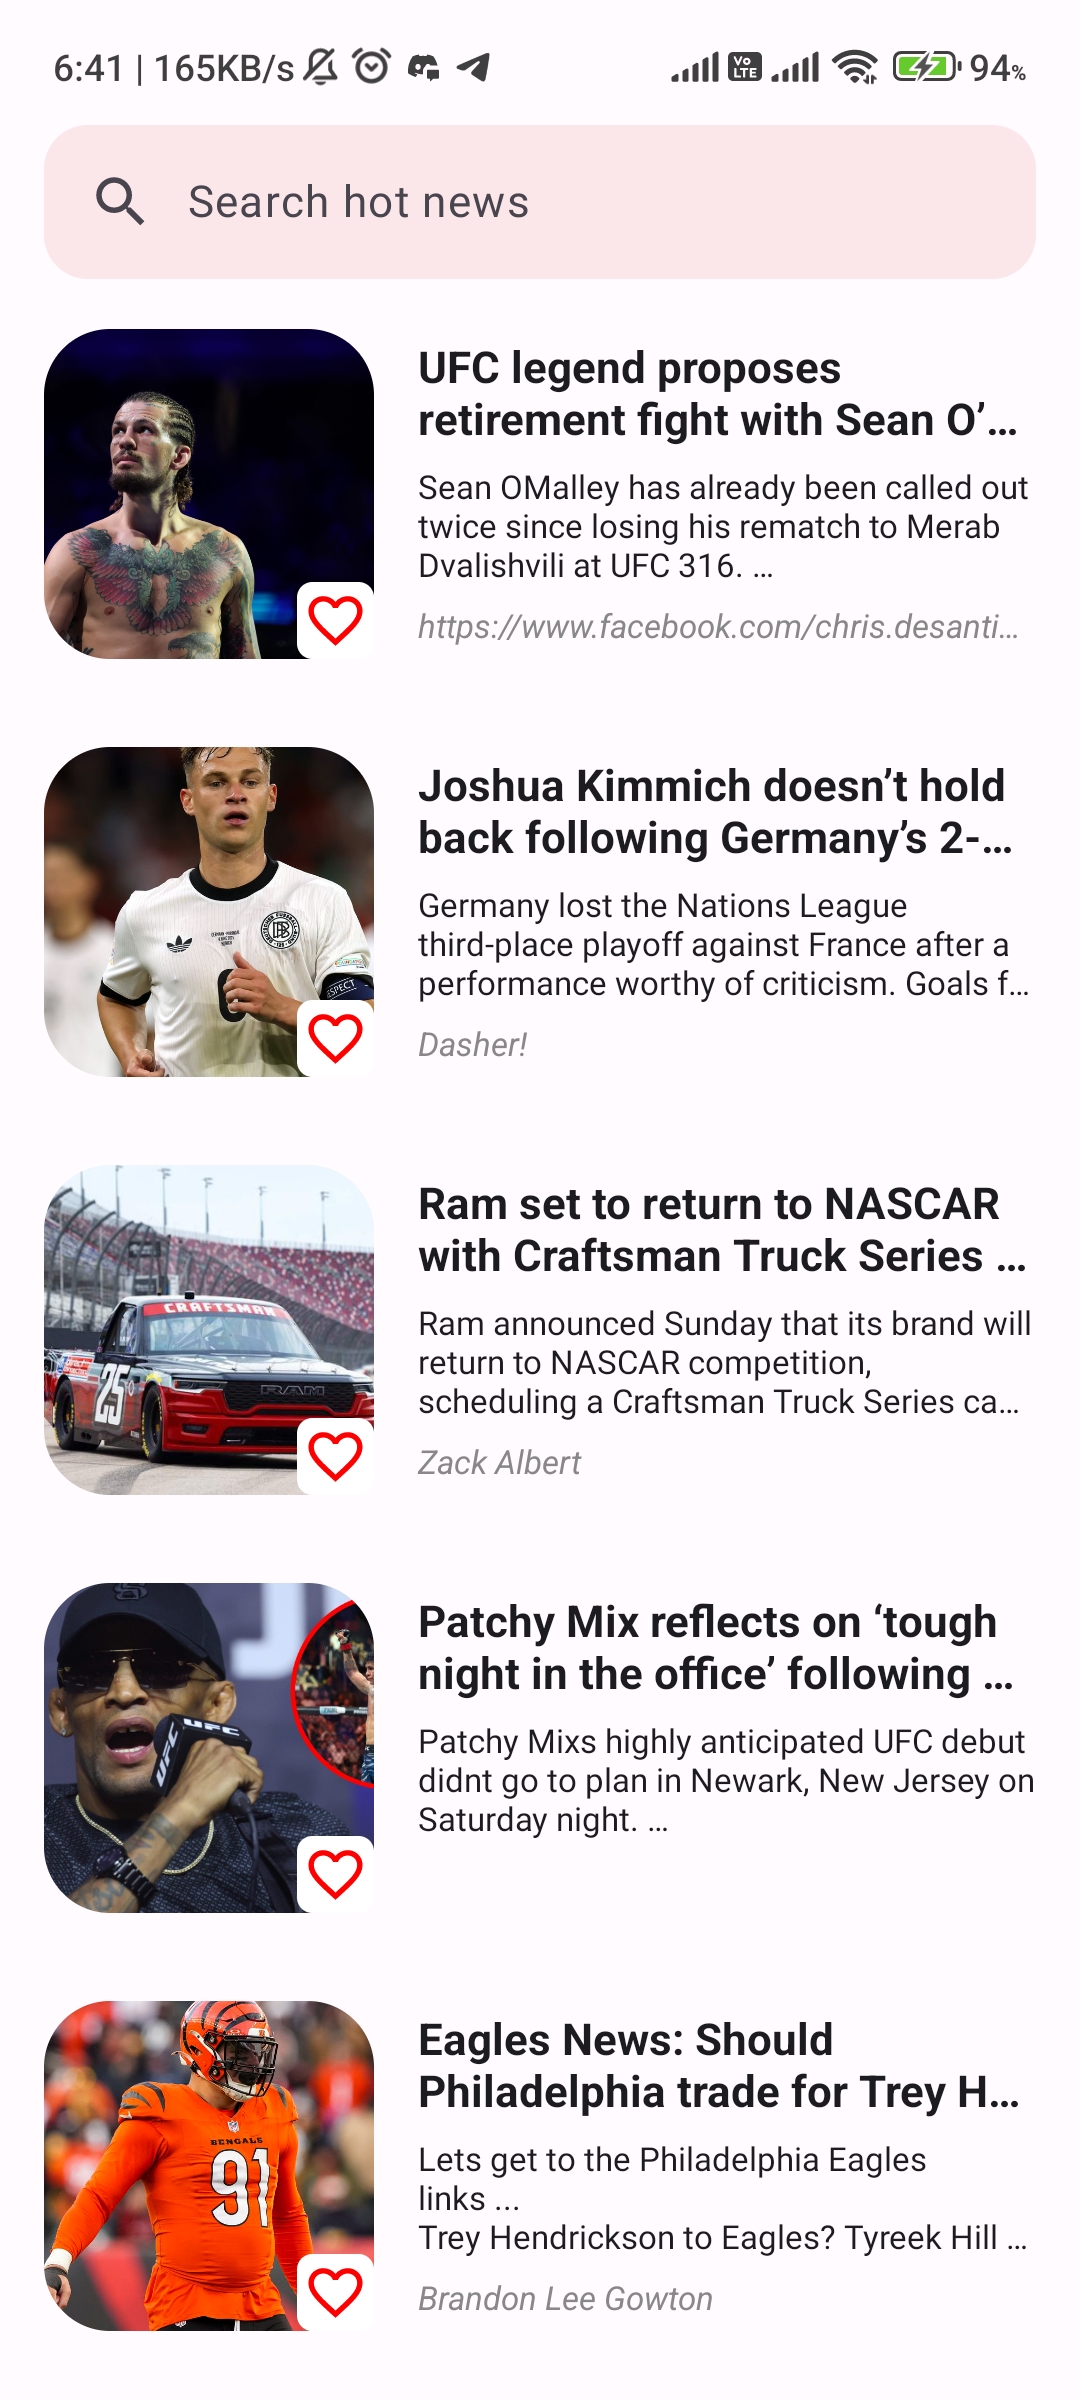 6:41 | 165KB/s
Vo
LTE
94%
Search hot news
UFC legend proposes
retirement fight with Sean O’…
Sean OMalley has already been called out
twice since losing his rematch to Merab
Dvalishvili at UFC 316. …
https://www.facebook.com/chris.desanti…
Joshua Kimmich doesn’t hold
back following Germany’s 2-…
Germany lost the Nations League
third-place playoff against France after a
performance worthy of criticism. Goals f…
Dasher!
RESPECT
CRAFTSMAN
25
RAM
Ram set to return to NASCAR
with Craftsman Truck Series …
Ram announced Sunday that its brand will
return to NASCAR competition,
scheduling a Craftsman Truck Series ca…
Zack Albert
UFC
UFC
Patchy Mix reflects on ‘tough
night in the office’ following …
Patchy Mixs highly anticipated UFC debut
didnt go to plan in Newark, New Jersey on
Saturday night. …
BENGALS
91
Eagles News: Should
Philadelphia trade for Trey H…
Lets get to the Philadelphia Eagles
links ...
Trey Hendrickson to Eagles? Tyreek Hill …
Brandon Lee Gowton